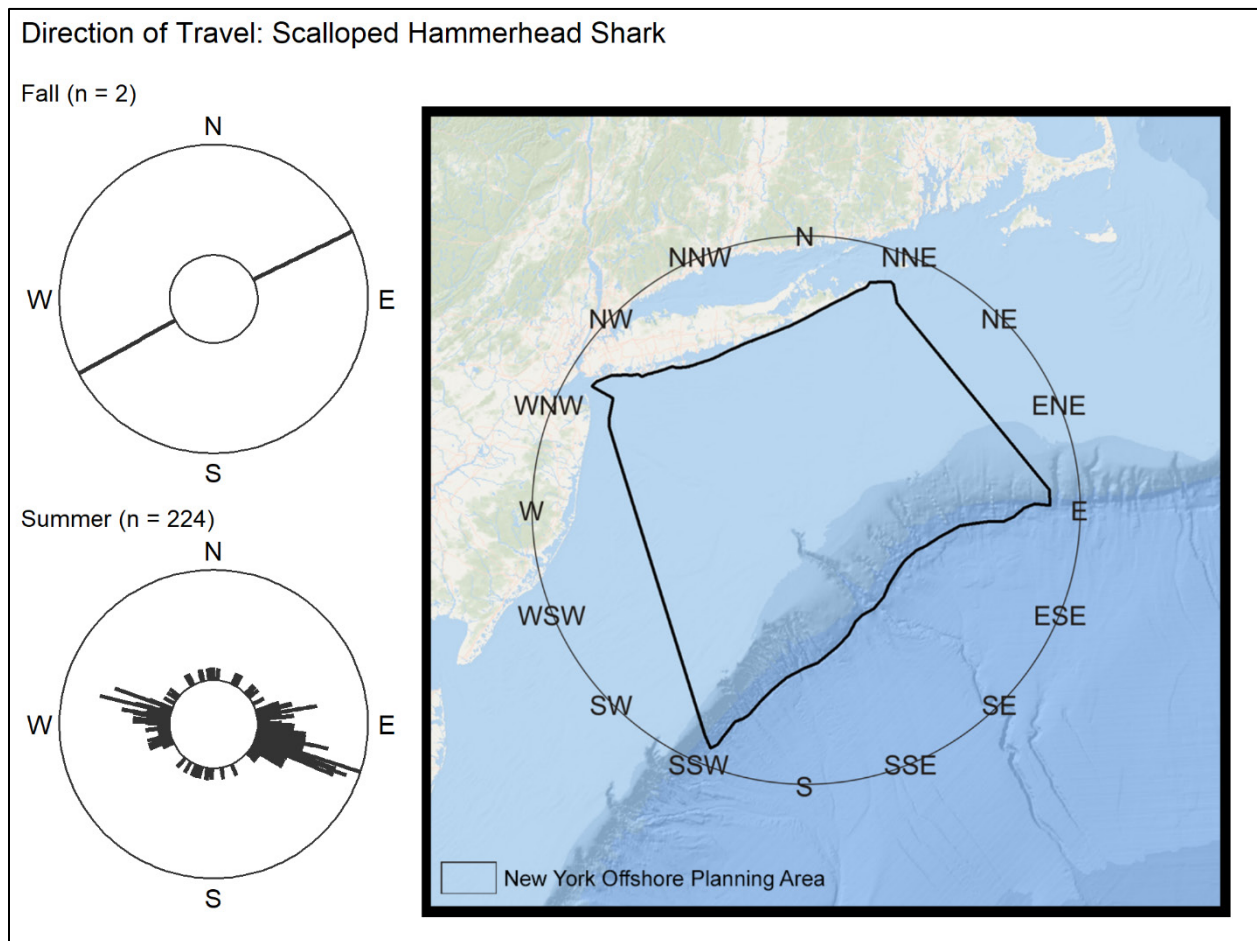 Direction of Travel: Scalloped Hammerhead Shark
Fall (n = 2)
N
W
E
S
Summer (n = 224)
N
W
E
S
N
NNW
NNE
NW
NE
WNW
ENE
W
E
WSW
ESE
SW
SE
SSW
SSE
S
New York Offshore Planning Area